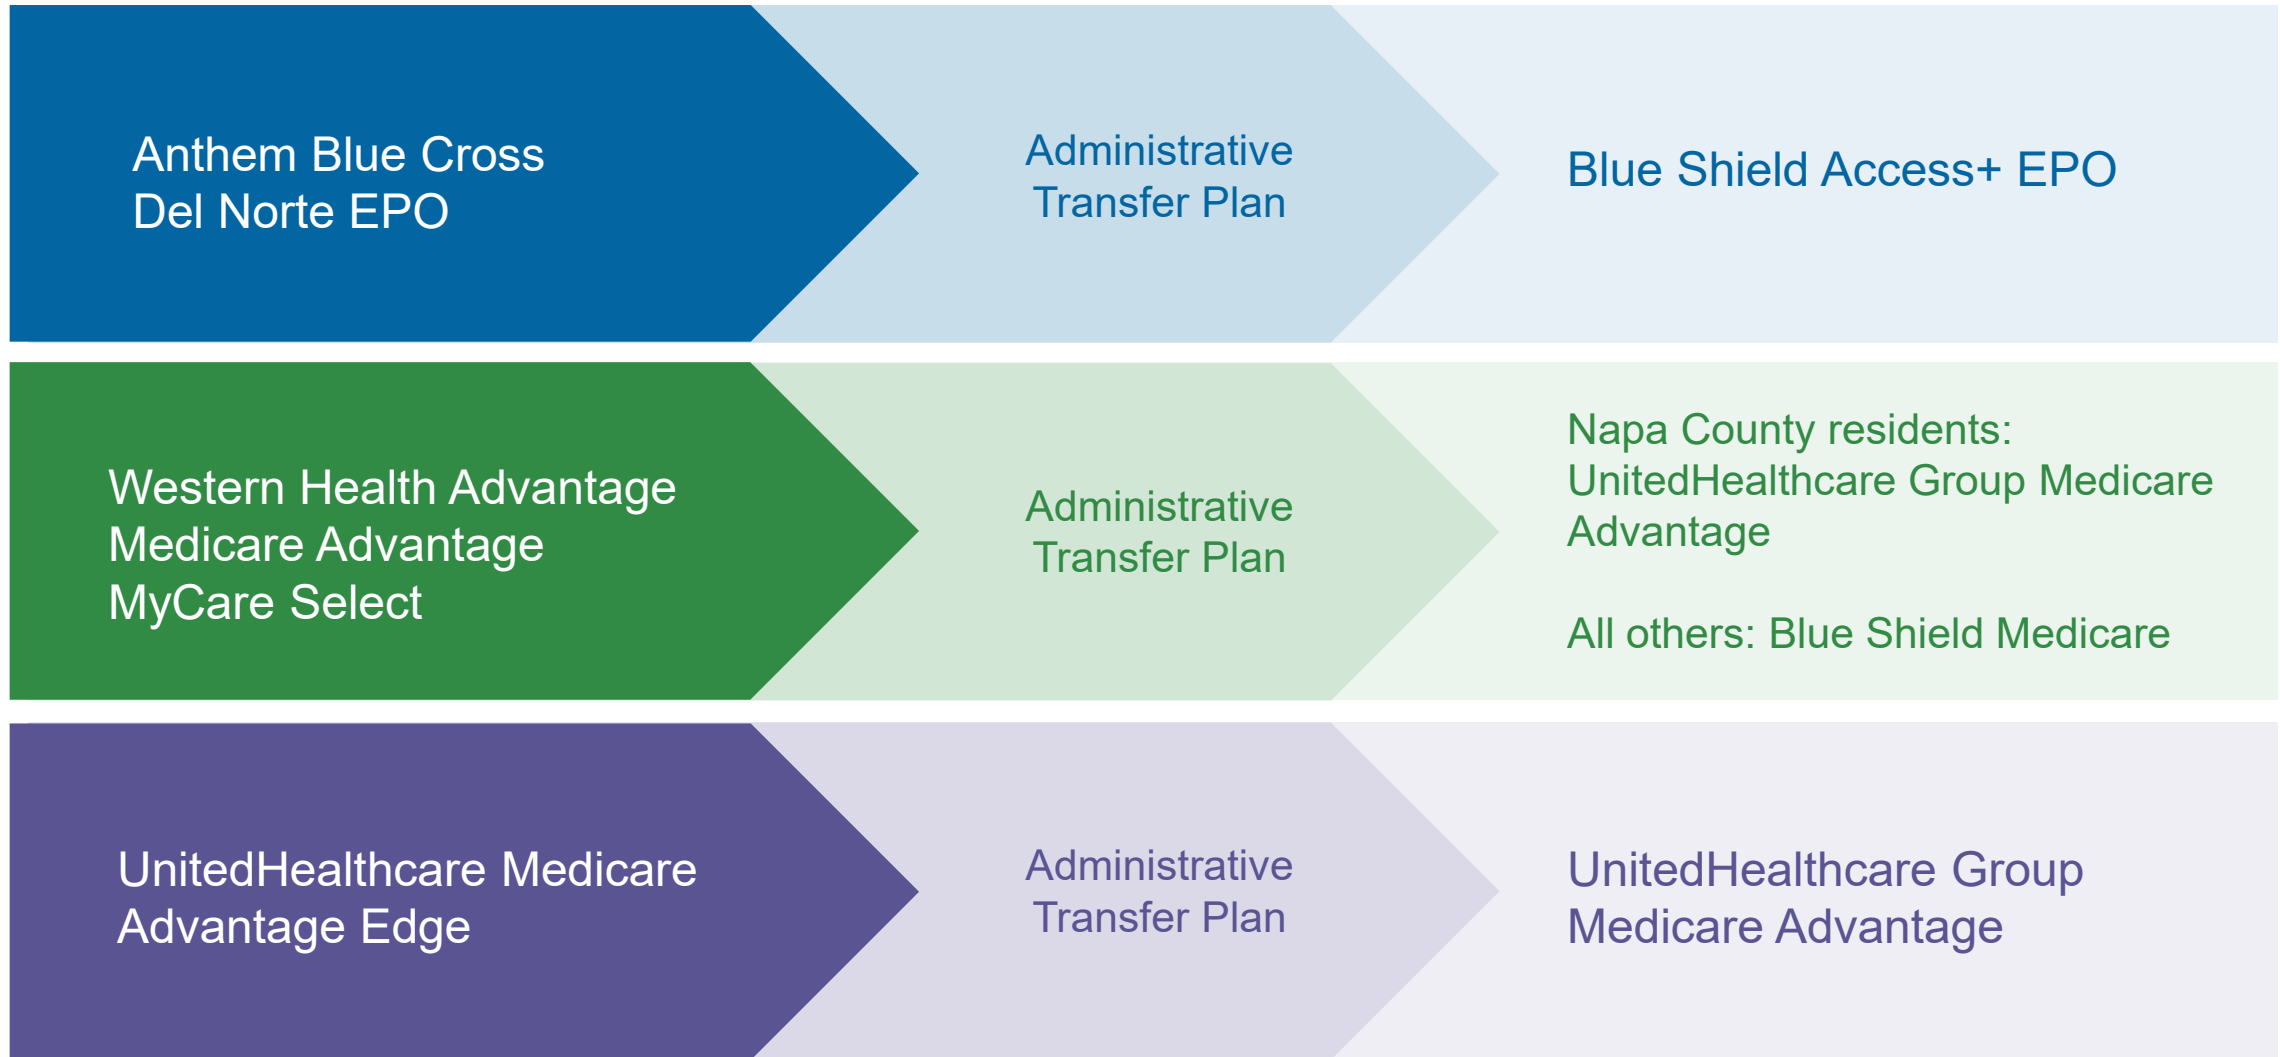 Anthem Blue Cross
Del Norte EPO
Administrative
Transfer Plan
Blue Shield Access+ EPO
Western Health Advantage
Medicare Advantage
MyCare Select
Administrative
Transfer Plan
Napa County residents:
UnitedHealthcare Group Medicare
Advantage
All others: Blue Shield Medicare
UnitedHealthcare Medicare
Advantage Edge
Administrative
Transfer Plan
UnitedHealthcare Group
Medicare Advantage